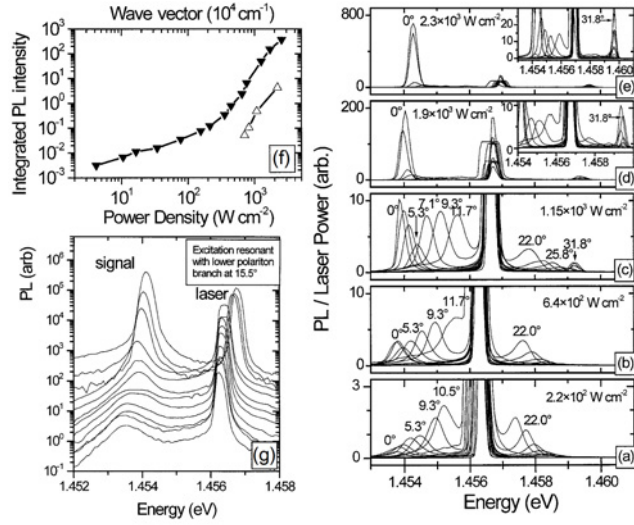 Wave vector (10⁴ cm⁻¹)
10³
10²
10¹
10⁰
10⁻¹
10⁻²
10⁻³
Integrated PL intensity
(f)
10¹ 10² 10³
Power Density (W cm⁻²)
10⁶
10⁵
10⁴
10³
10²
10¹
10⁰
10⁻¹
PL (arb)
signal
Excitation resonant
with lower polariton
branch at 15.5°
laser
(g)
1.452 1.454 1.456 1.458
Energy (eV)
PL / Laser Power (arb.)
800
400
0
0° 2.3×10³ W cm⁻²
20
10
0
31.8°
1.454 1.456 1.458 1.460
(e)
200
100
0
0° 1.9×10³ W cm⁻²
10
0
31.8°
1.454 1.456 1.458
(d)
10
5
0
0° 5.3° 7.1° 9.3° 11.7°
1.15×10³ W cm⁻²
22.0° 25.8° 31.8°
(c)
10
5
0
0° 5.3° 9.3° 11.7°
6.4×10² W cm⁻²
22.0°
(b)
3
0
0° 5.3° 9.3° 10.5°
2.2×10² W cm⁻²
22.0°
(a)
1.454 1.456 1.458 1.460
Energy (eV)